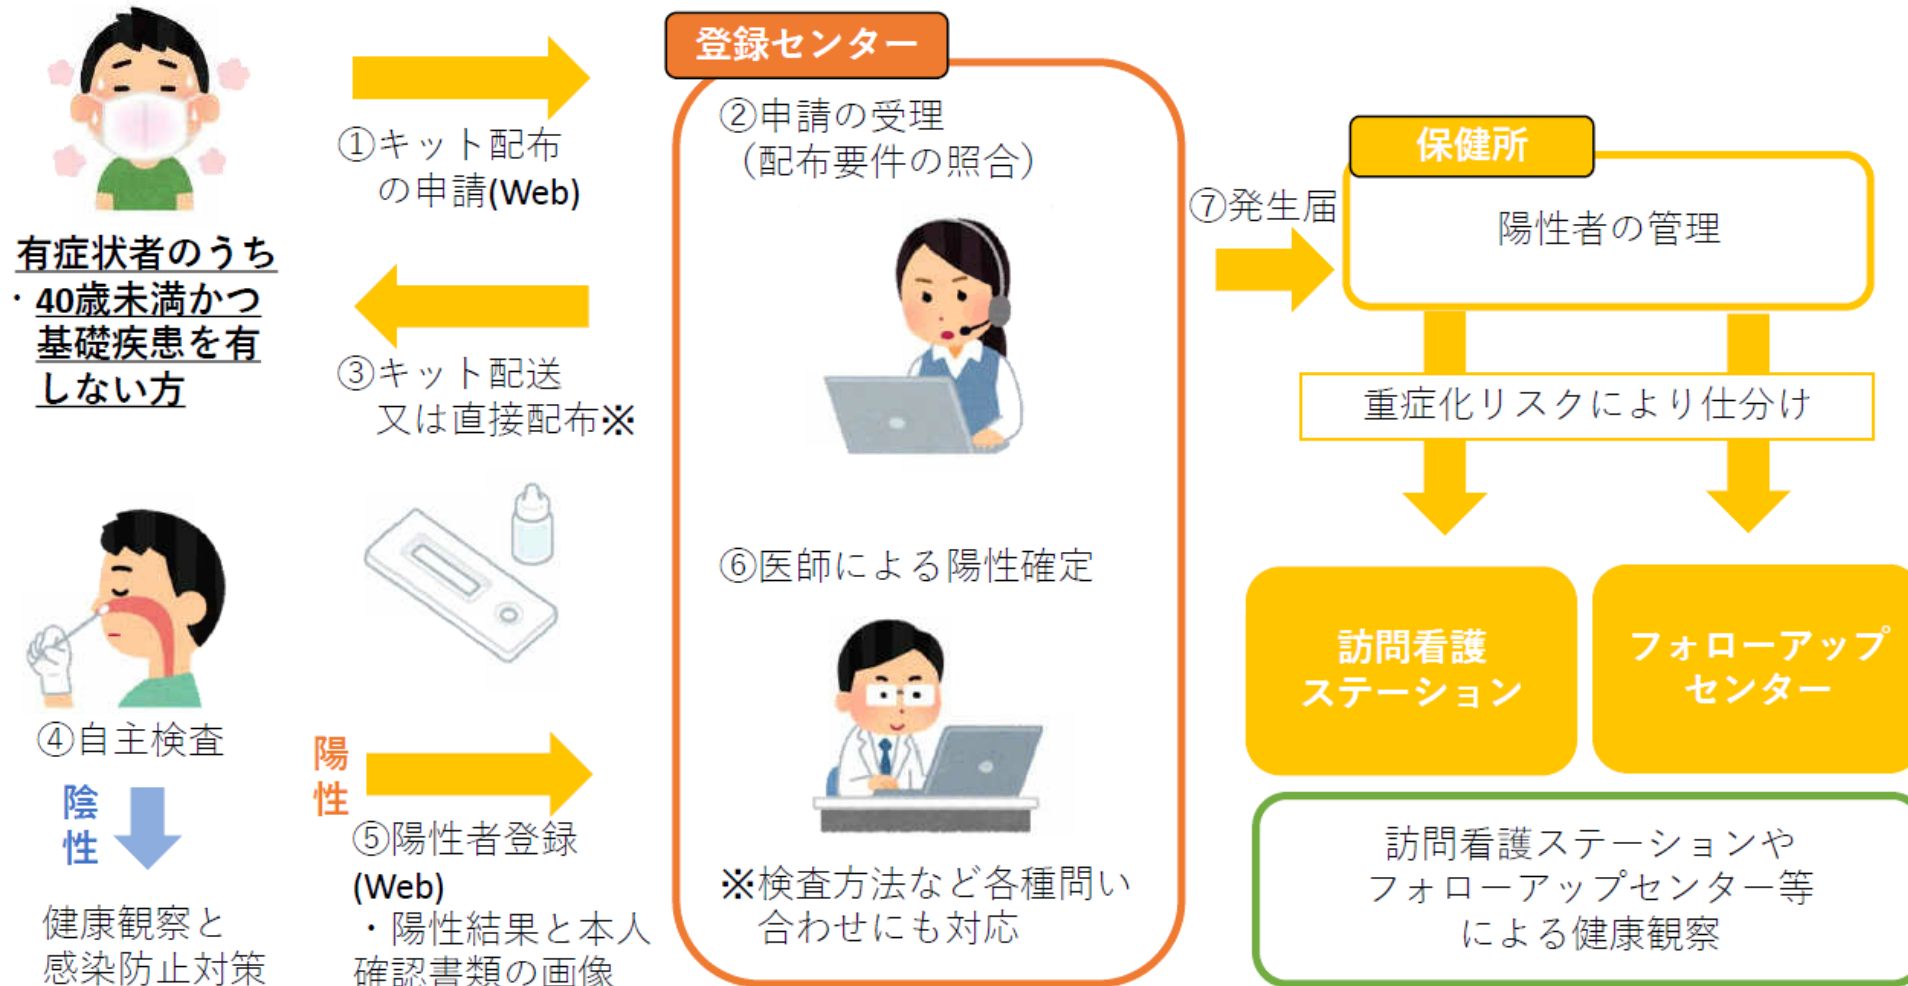 ①キット配布
の申請(Web)
有症状者のうち
・40歳未満かつ
基礎疾患を有
しない方
③キット配送
又は直接配布※
④自主検査
陰性
健康観察と
感染防止対策
陽性
⑤陽性者登録
(Web)
・陽性結果と本人
確認書類の画像
登録センター
②申請の受理
（配布要件の照合）
⑥医師による陽性確定
※検査方法など各種問い
合わせにも対応
⑦発生届
保健所
陽性者の管理
重症化リスクにより仕分け
訪問看護
ステーション
フォローアップ
センター
訪問看護ステーションや
フォローアップセンター等
による健康観察